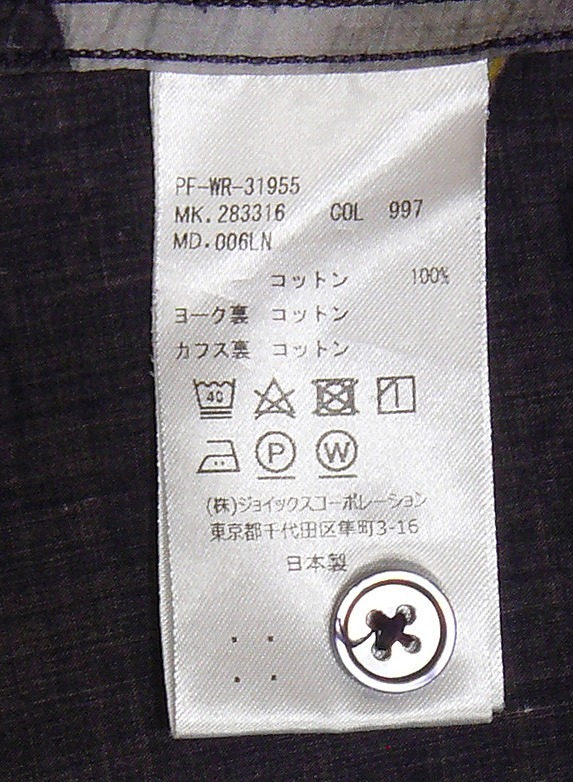 PF-WR-31955
MK.283316 COL 997
MD.006LN
コットン 100%
ヨーク裏 コットン
カフス裏 コットン
40
P W
(株)ジョイックスコーポレーション
東京都千代田区隼町3-16
日本製